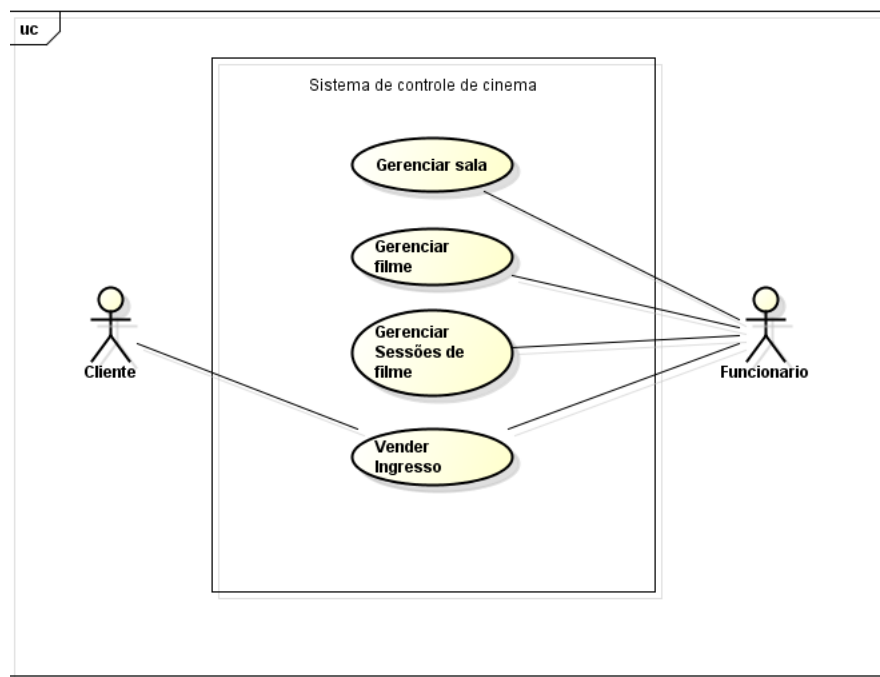 uc
Sistema de controle de cinema
Gerenciar sala
Gerenciar
filme
Gerenciar
Sessões de
filme
Cliente
Funcionario
Vender
Ingresso